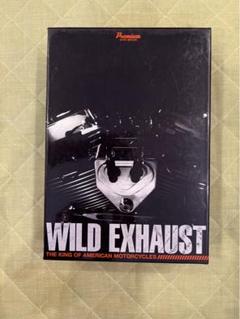 Premium
WILD EXHAUST
THE KING OF AMERICAN MOTORCYCLES